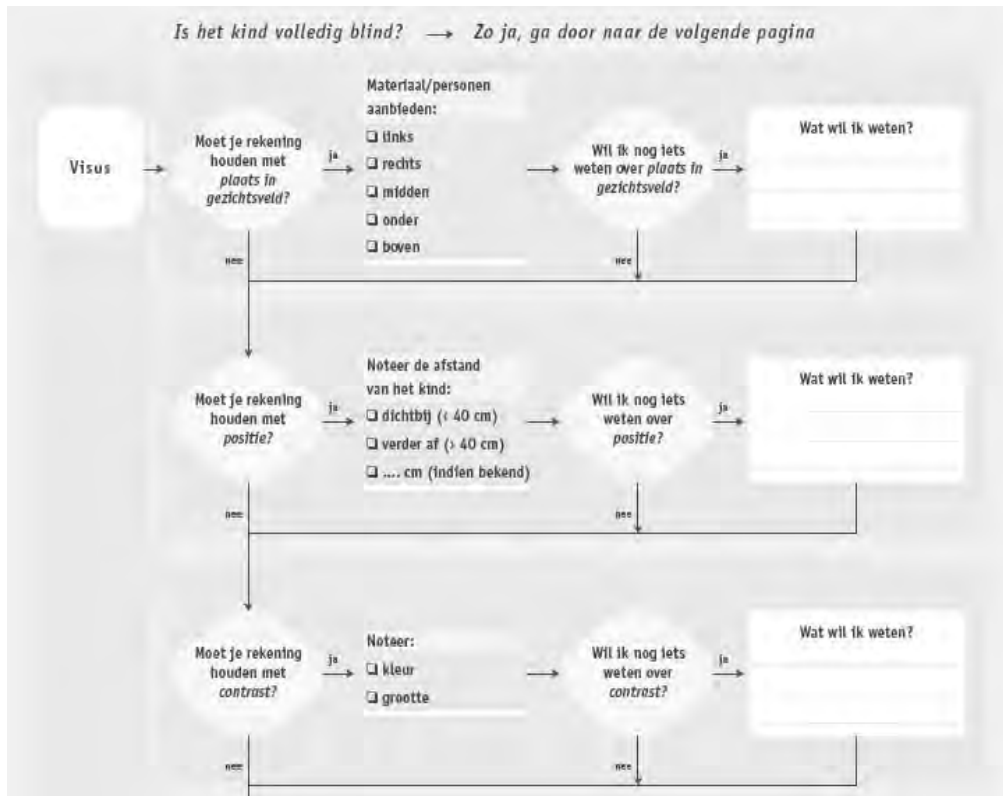 Is het kind volledig blind? → Zo ja, ga door naar de volgende pagina
Visus
Moet je rekening
houden met
plaats in
gezichtsveld?
ja
nee
Materiaal/personen
aanbieden:
❑ links
❑ rechts
❑ midden
❑ onder
❑ boven
Wil ik nog iets
weten over plaats in
gezichtsveld?
ja
nee
Wat wil ik weten?
Moet je rekening
houden met
positie?
ja
nee
Noteer de afstand
van het kind:
❑ dichtbij (< 40 cm)
❑ verder af (> 40 cm)
❑ .... cm (indien bekend)
Wil ik nog iets
weten over
positie?
ja
nee
Wat wil ik weten?
Moet je rekening
houden met
contrast?
ja
nee
Noteer:
❑ kleur
❑ grootte
Wil ik nog iets
weten over
contrast?
ja
nee
Wat wil ik weten?